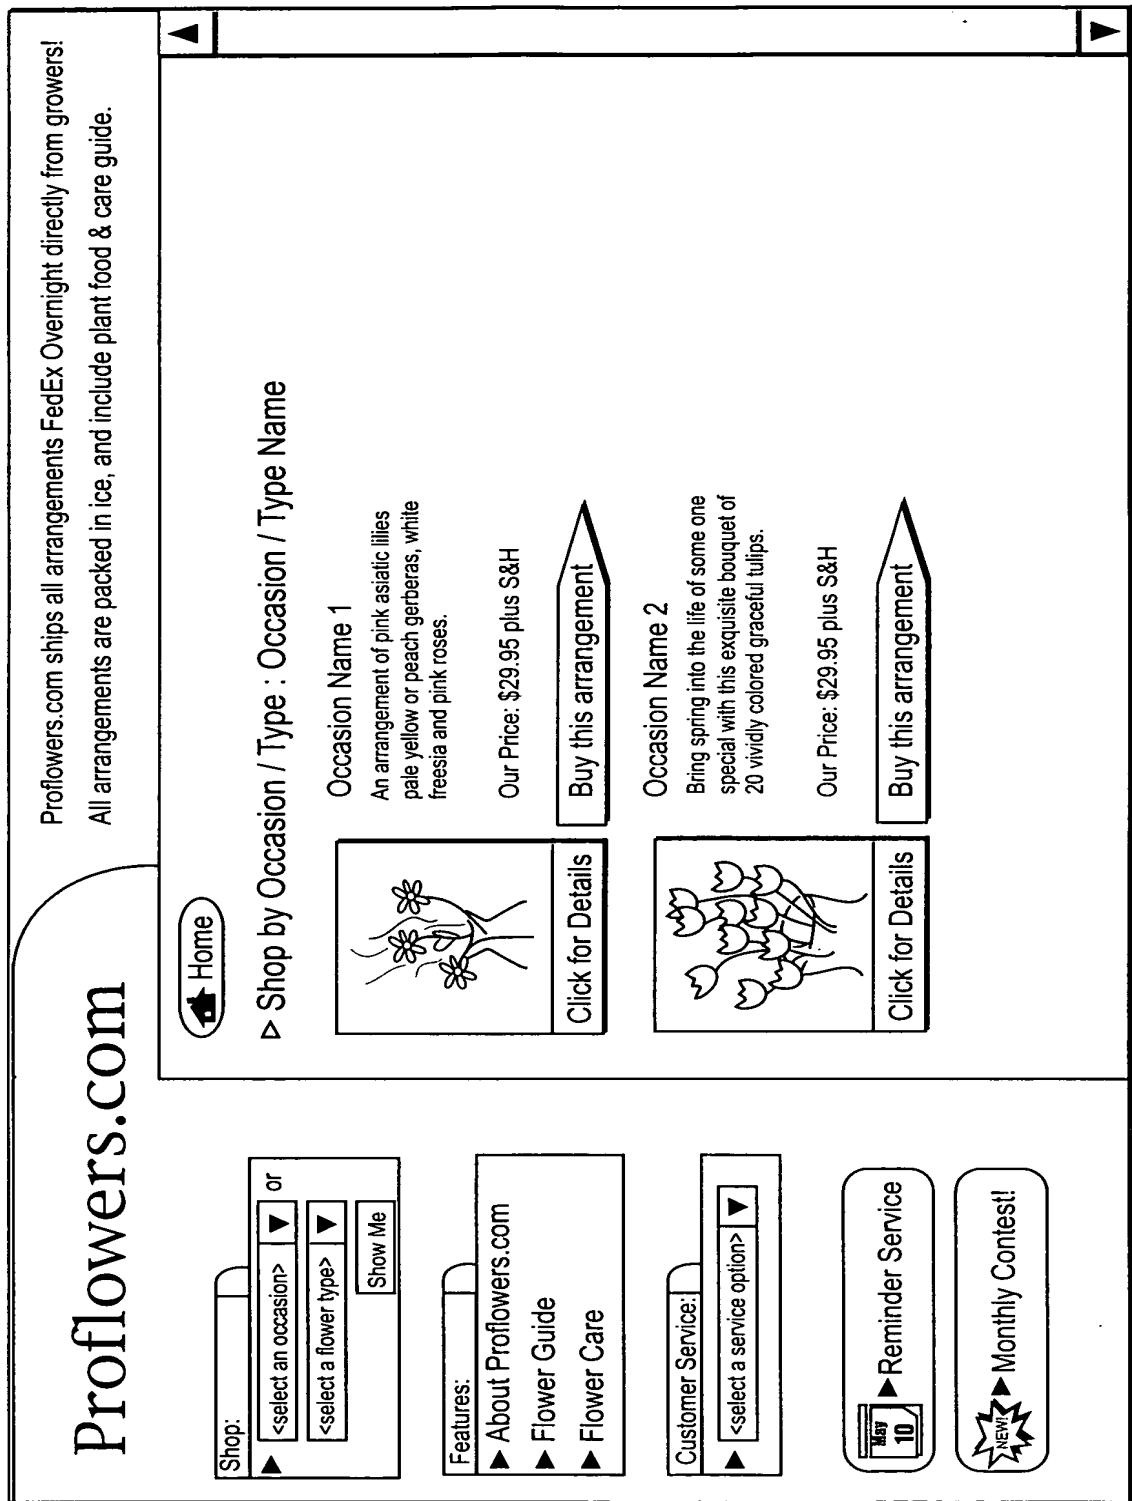 Proflowers.com
Proflowers.com ships all arrangements FedEx Overnight directly from growers!
All arrangements are packed in ice, and include plant food & care guide.
Shop:
<select an occasion>
or
<select a flower type>
Show Me
Features:
About Proflowers.com
Flower Guide
Flower Care
Customer Service:
<select a service option>
May
10
Reminder Service
NEW!
Monthly Contest!
Home
Shop by Occasion / Type : Occasion / Type Name
Occasion Name 1
An arrangement of pink asiatic lilies
pale yellow or peach gerberas, white
freesia and pink roses.
Our Price: $29.95 plus S&H
Click for Details
Buy this arrangement
Occasion Name 2
Bring spring into the life of some one
special with this exquisite bouquet of
20 vividly colored graceful tulips.
Our Price: $29.95 plus S&H
Click for Details
Buy this arrangement